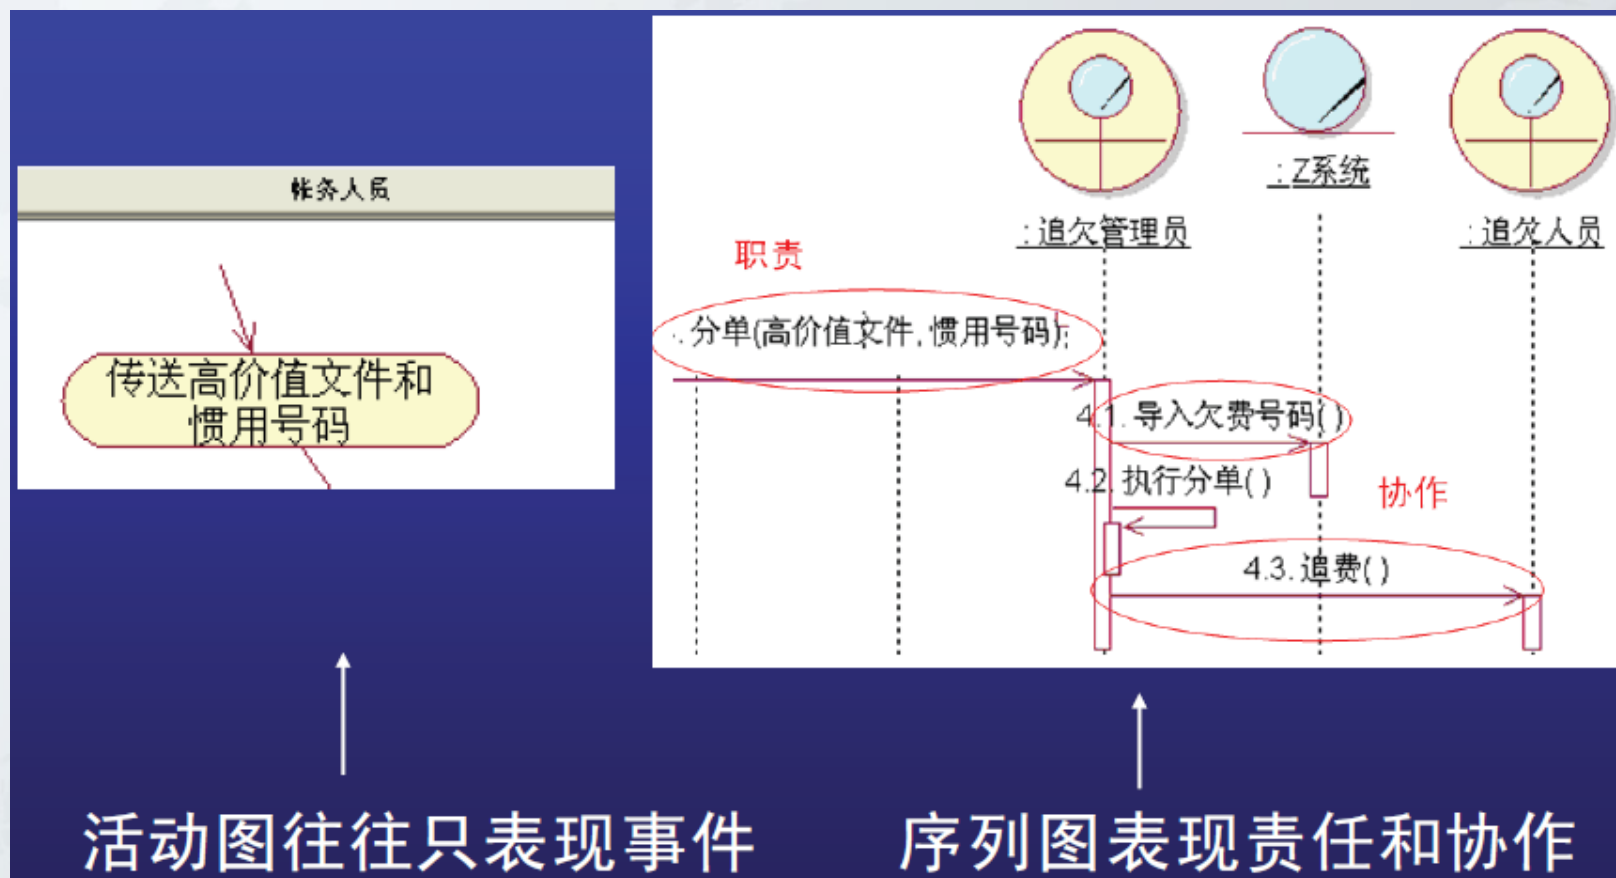 帐务人员
传送高价值文件和
惯用号码
:追欠管理员
:Z系统
:追欠人员
职责
. 分单(高价值文件, 惯用号码);
4.1. 导入欠费号码( )
4.2. 执行分单( )
协作
4.3. 追费( )
活动图往往只表现事件
序列图表现责任和协作